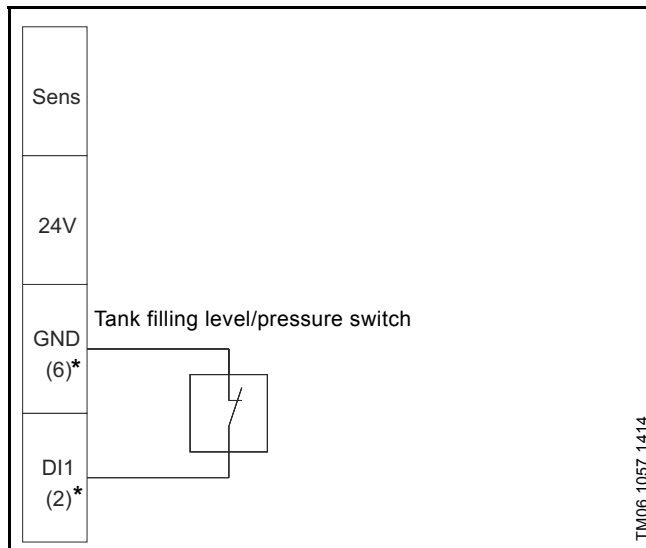 Sens
24V
GND
(6)*
Tank filling level/pressure switch
DI1
(2)*
TM06 1057 1414